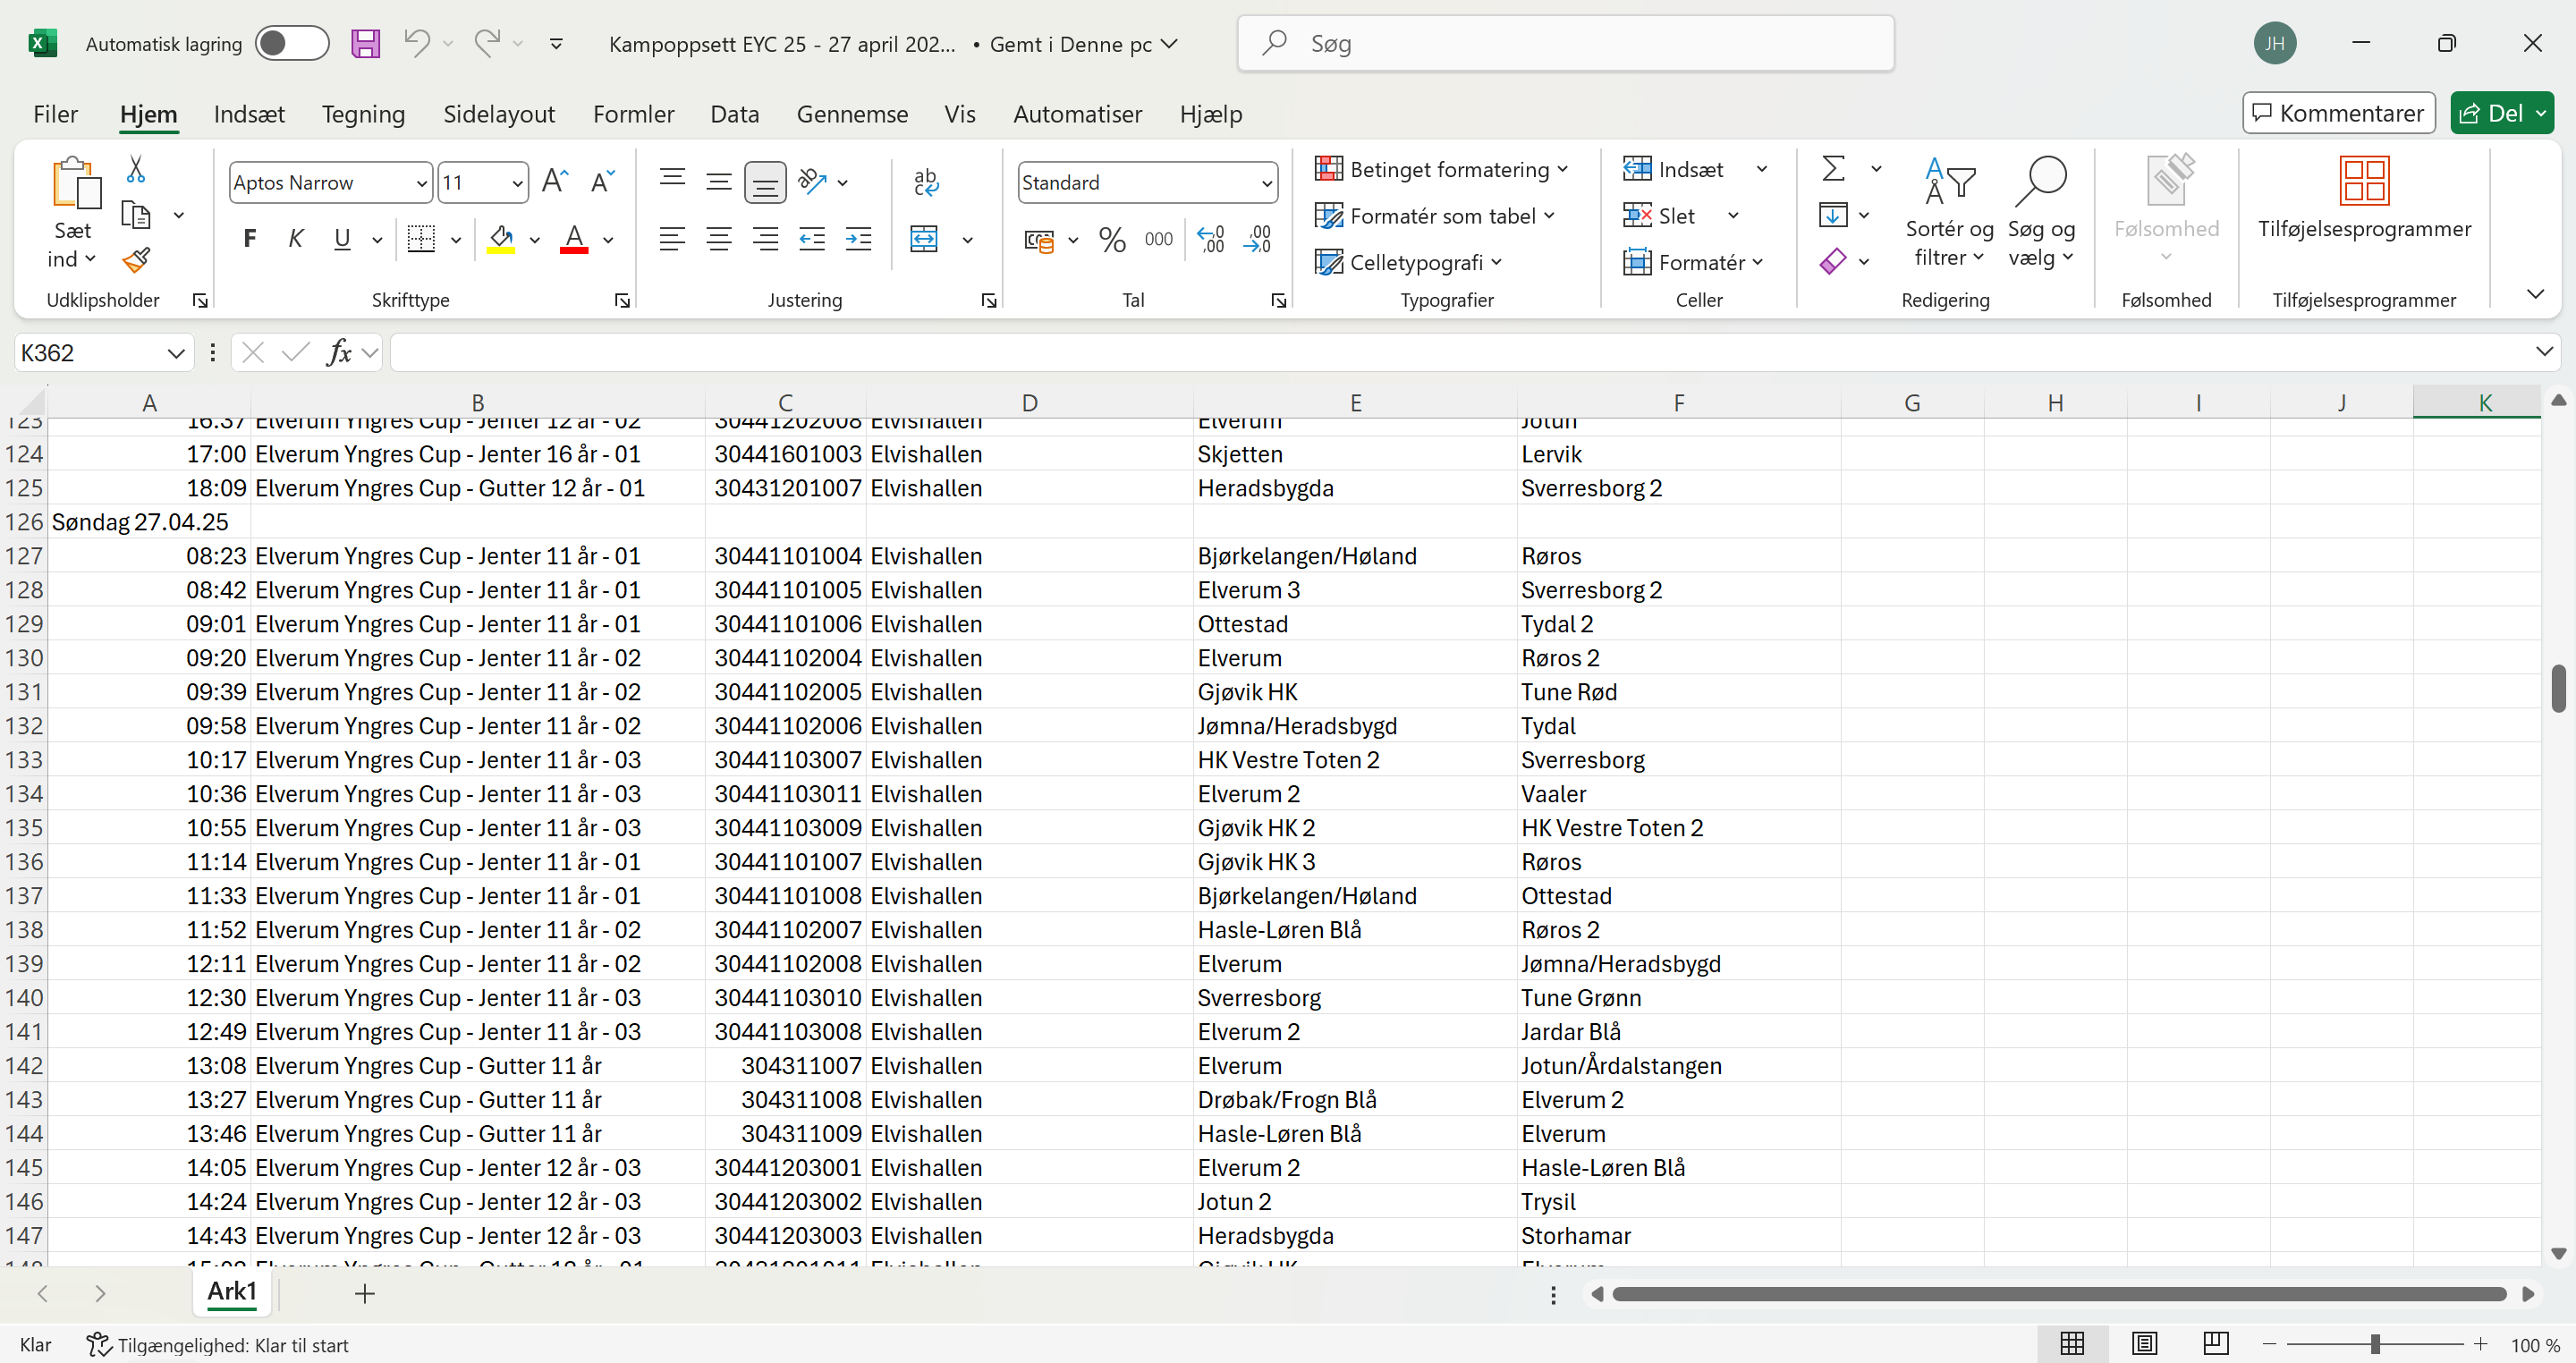 Automatisk lagring Kampoppsett EYC 25 - 27 april 202... • Gemt i Denne pc Søg JH
Filer Hjem Indsæt Tegning Sidelayout Formler Data Gennemse Vis Automatiser Hjælp Kommentarer Del
Sæt ind
Udklipsholder
Aptos Narrow 11
F K U A
Skrifttype
ab
Justering
Standard
% 000
Tal
Betinget formatering
Formatér som tabel
Celletypografi
Typografier
Indsæt
Slet
Formatér
Celler
Sortér og filtrer
Søg og vælg
Redigering
Følsomhed
Følsomhed
Tilføjelsesprogrammer
Tilføjelsesprogrammer
K362 fx
A B C D E F G H I J K
123 16:37 Elverum Yngres Cup - Jenter 12 år - 02 30441202008 Elvishallen Elverum Jotun
124 17:00 Elverum Yngres Cup - Jenter 16 år - 01 30441601003 Elvishallen Skjetten Lervik
125 18:09 Elverum Yngres Cup - Gutter 12 år - 01 30431201007 Elvishallen Heradsbygda Sverresborg 2
126 Søndag 27.04.25
127 08:23 Elverum Yngres Cup - Jenter 11 år - 01 30441101004 Elvishallen Bjørkelangen/Høland Røros
128 08:42 Elverum Yngres Cup - Jenter 11 år - 01 30441101005 Elvishallen Elverum 3 Sverresborg 2
129 09:01 Elverum Yngres Cup - Jenter 11 år - 01 30441101006 Elvishallen Ottestad Tydal 2
130 09:20 Elverum Yngres Cup - Jenter 11 år - 02 30441102004 Elvishallen Elverum Røros 2
131 09:39 Elverum Yngres Cup - Jenter 11 år - 02 30441102005 Elvishallen Gjøvik HK Tune Rød
132 09:58 Elverum Yngres Cup - Jenter 11 år - 02 30441102006 Elvishallen Jømna/Heradsbygd Tydal
133 10:17 Elverum Yngres Cup - Jenter 11 år - 03 30441103007 Elvishallen HK Vestre Toten 2 Sverresborg
134 10:36 Elverum Yngres Cup - Jenter 11 år - 03 30441103011 Elvishallen Elverum 2 Vaaler
135 10:55 Elverum Yngres Cup - Jenter 11 år - 03 30441103009 Elvishallen Gjøvik HK 2 HK Vestre Toten 2
136 11:14 Elverum Yngres Cup - Jenter 11 år - 01 30441101007 Elvishallen Gjøvik HK 3 Røros
137 11:33 Elverum Yngres Cup - Jenter 11 år - 01 30441101008 Elvishallen Bjørkelangen/Høland Ottestad
138 11:52 Elverum Yngres Cup - Jenter 11 år - 02 30441102007 Elvishallen Hasle-Løren Blå Røros 2
139 12:11 Elverum Yngres Cup - Jenter 11 år - 02 30441102008 Elvishallen Elverum Jømna/Heradsbygd
140 12:30 Elverum Yngres Cup - Jenter 11 år - 03 30441103010 Elvishallen Sverresborg Tune Grønn
141 12:49 Elverum Yngres Cup - Jenter 11 år - 03 30441103008 Elvishallen Elverum 2 Jardar Blå
142 13:08 Elverum Yngres Cup - Gutter 11 år 304311007 Elvishallen Elverum Jotun/Årdalstangen
143 13:27 Elverum Yngres Cup - Gutter 11 år 304311008 Elvishallen Drøbak/Frogn Blå Elverum 2
144 13:46 Elverum Yngres Cup - Gutter 11 år 304311009 Elvishallen Hasle-Løren Blå Elverum
145 14:05 Elverum Yngres Cup - Jenter 12 år - 03 30441203001 Elvishallen Elverum 2 Hasle-Løren Blå
146 14:24 Elverum Yngres Cup - Jenter 12 år - 03 30441203002 Elvishallen Jotun 2 Trysil
147 14:43 Elverum Yngres Cup - Jenter 12 år - 03 30441203003 Elvishallen Heradsbygda Storhamar
Ark1
Klar Tilgængelighed: Klar til start 100 %